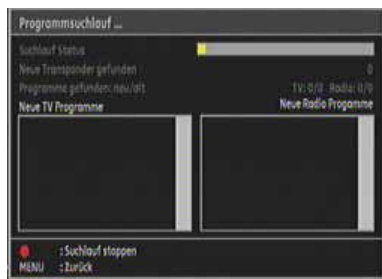 Programmsuchlauf ...
Suchlauf Status
Neue Transponder gefunden 0
Programme gefunden: neu/alt TV: 0/0 Radio: 0/0
Neue TV Programme Neue Radio Progamme
: Suchlauf stoppen
MENU : Zurück